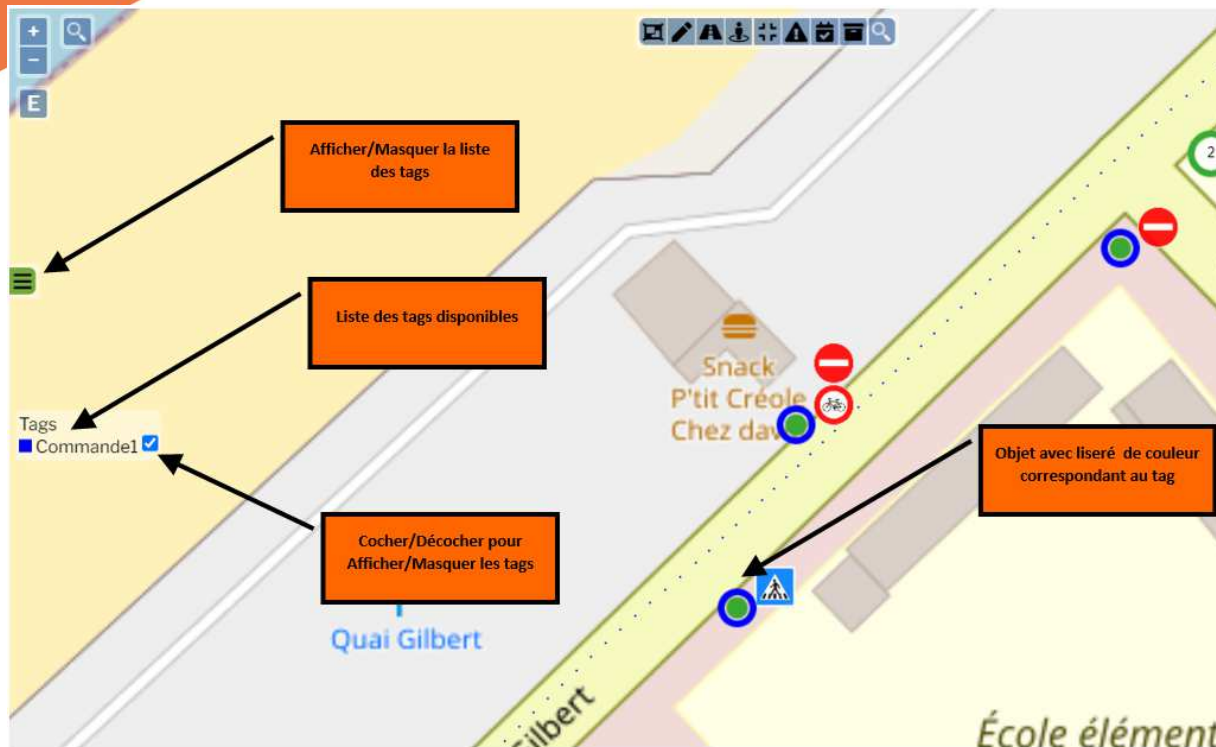 +
−
E
Afficher/Masquer la liste
des tags
2
Liste des tags disponibles
Snack
P'tit Créole
Chez dav
Tags
Commande1
Objet avec liseré de couleur
correspondant au tag
Cocher/Décocher pour
Afficher/Masquer les tags
Quai Gilbert
Gilbert
École élément